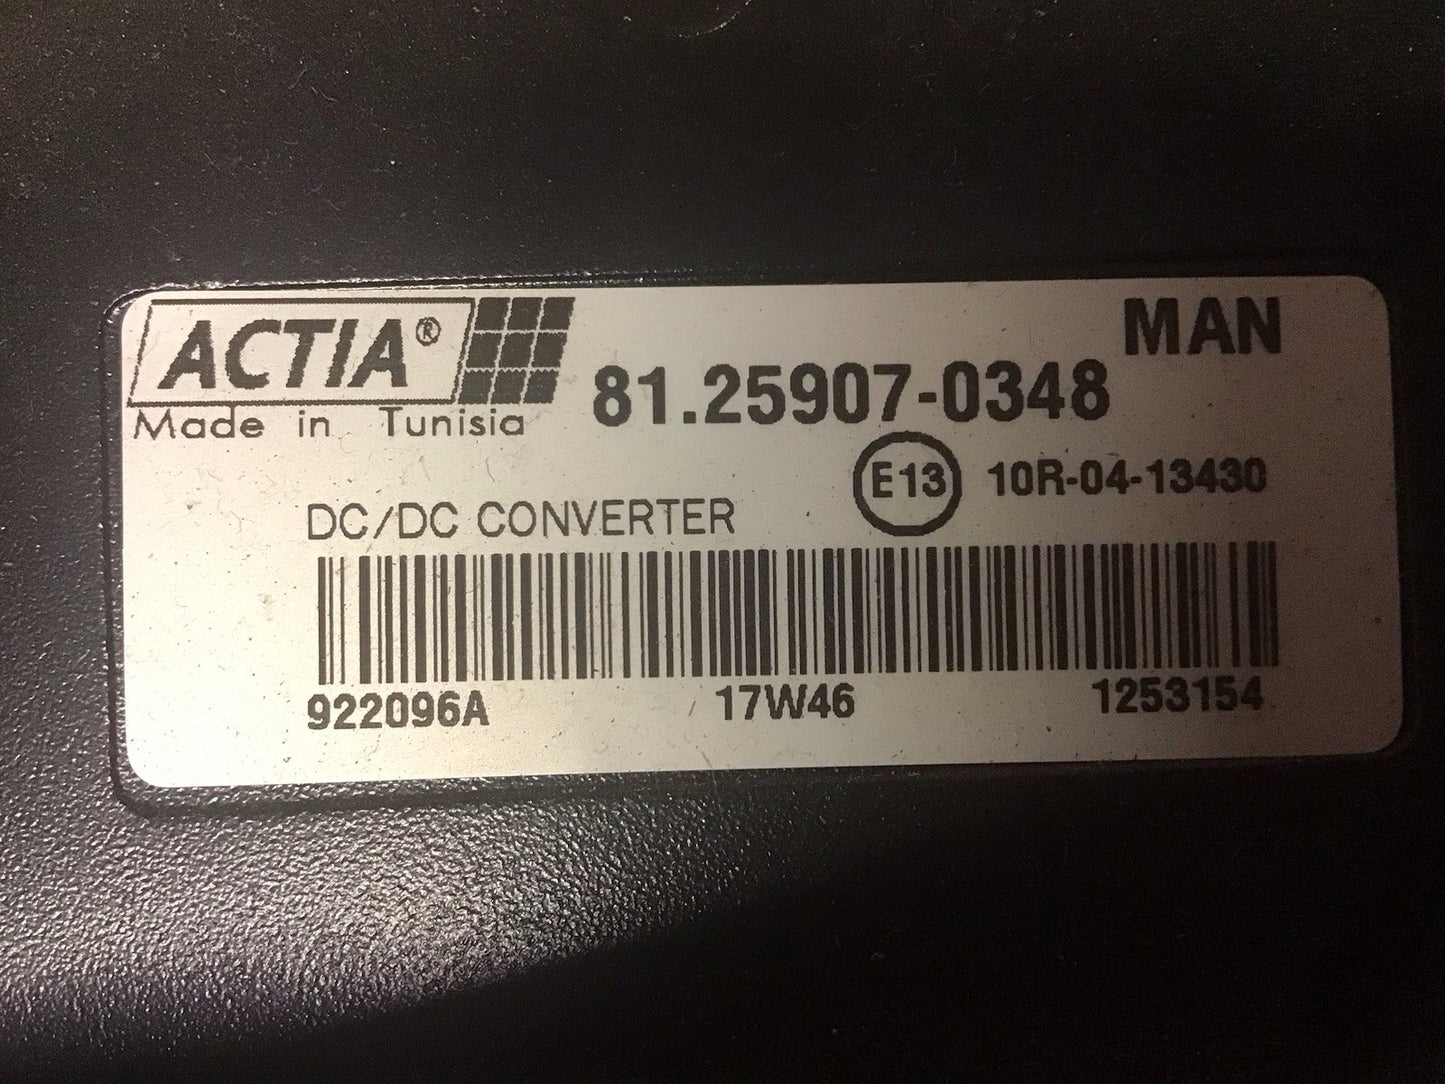 ACTIA®
MAN
81.25907-0348
Made in Tunisia
E13 10R-04-13430
DC/DC CONVERTER
922096A 17W46 1253154